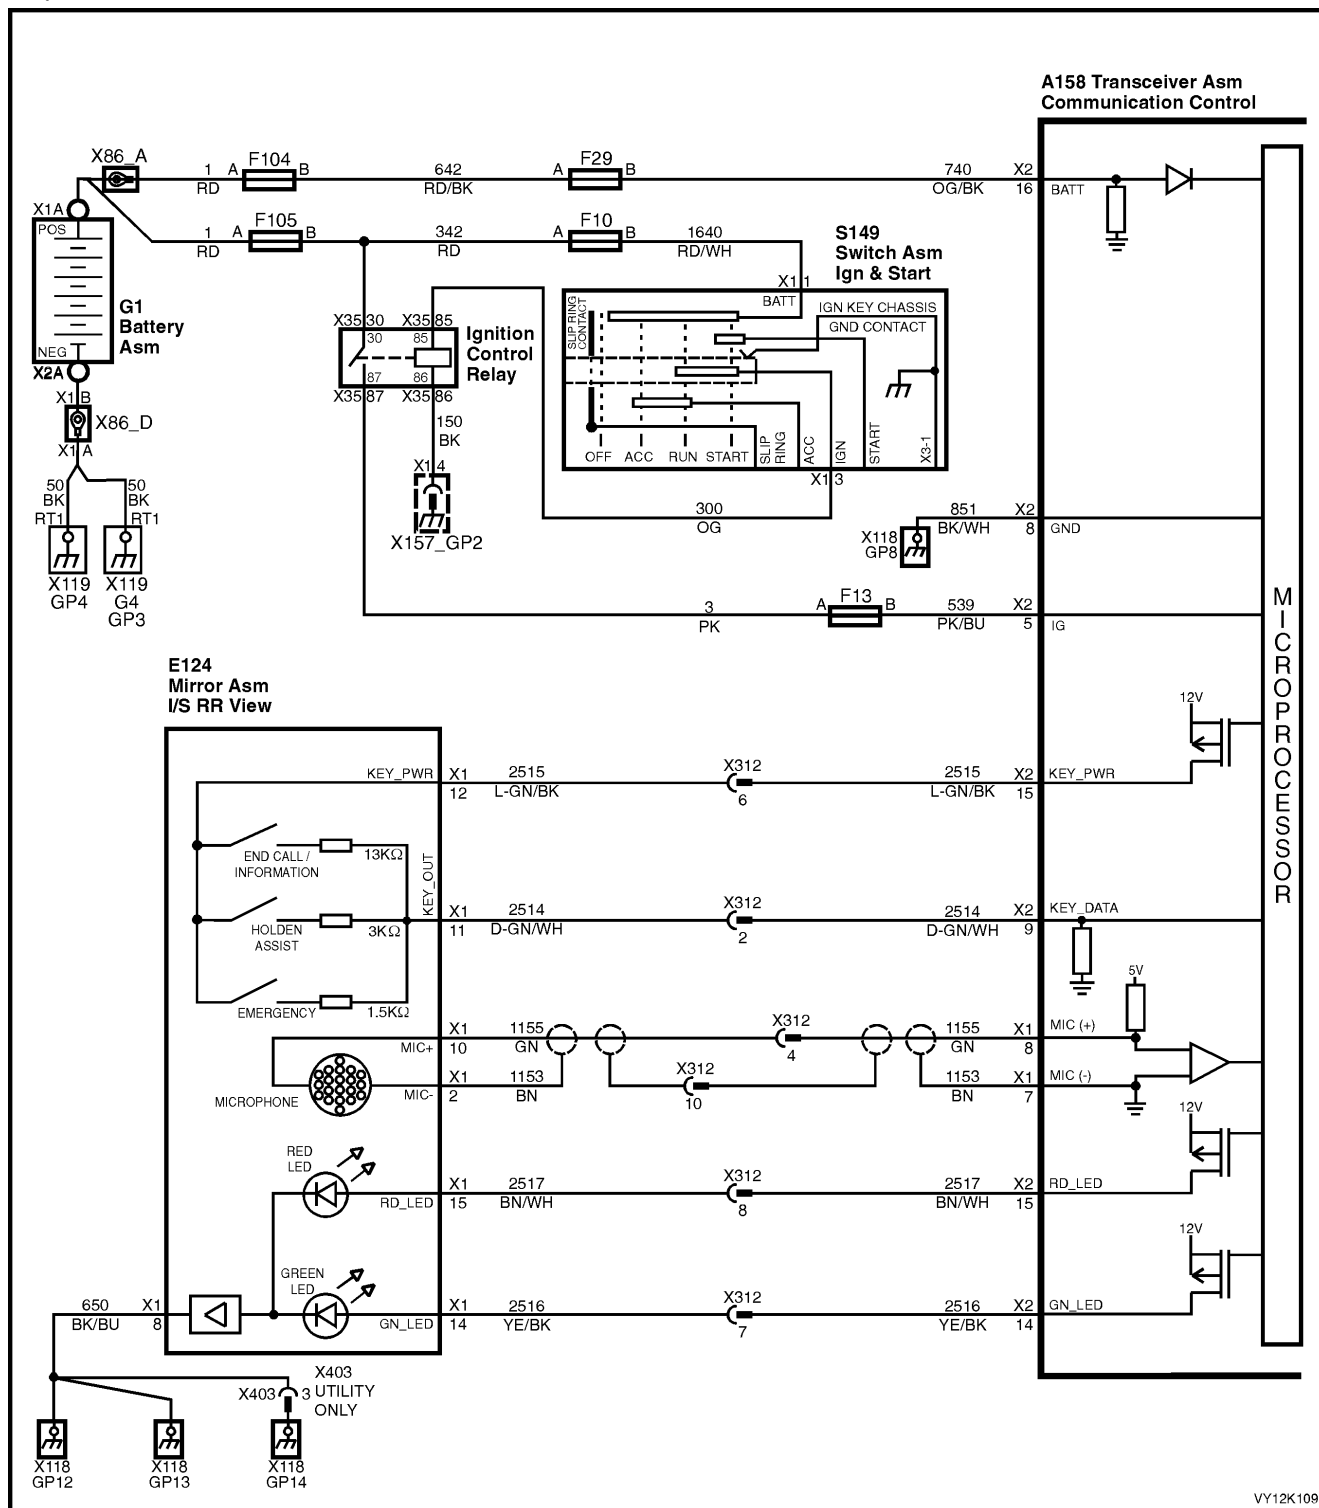 A158 Transceiver Asm
Communication Control
X86_A
1
RD
A
F104
B
642
RD/BK
A
F29
B
740
OG/BK
X2
16
BATT
X1A
POS
NEG
X2A
G1
Battery
Asm
1
RD
A
F105
B
342
RD
A
F10
B
1640
RD/WH
S149
Switch Asm
Ign & Start
X1 1
BATT
IGN KEY CHASSIS
GND CONTACT
SLIP RING
CONTACT
OFF
ACC
RUN
START
SLIP
RING
ACC
IGN
START
X3-1
X1 3
X35 30
X35 85
30
85
87
86
X35 87
X35 86
Ignition
Control
Relay
150
BK
X1 4
X157_GP2
X1 B
X86_D
X1 A
50
BK
RT1
50
BK
RT1
X119
GP4
X119
G4
GP3
300
OG
X118
GP8
851
BK/WH
X2
8
GND
3
PK
A
F13
B
539
PK/BU
X2
5
IG
MICROPROCESSOR
E124
Mirror Asm
I/S RR View
12V
KEY_PWR
X1
12
2515
L-GN/BK
X312
6
2515
L-GN/BK
X2
15
KEY_PWR
END CALL /
INFORMATION
13KΩ
KEY_OUT
HOLDEN
ASSIST
3KΩ
X1
11
2514
D-GN/WH
X312
2
2514
D-GN/WH
X2
9
KEY_DATA
EMERGENCY
1.5KΩ
5V
MIC+
X1
10
1155
GN
X312
4
1155
GN
X1
8
MIC (+)
MICROPHONE
MIC-
X1
2
1153
BN
X312
10
1153
BN
X1
7
MIC (-)
12V
RED
LED
RD_LED
X1
15
2517
BN/WH
X312
8
2517
BN/WH
X2
15
RD_LED
12V
GREEN
LED
GN_LED
X1
14
2516
YE/BK
X312
7
2516
YE/BK
X2
14
GN_LED
650
BK/BU
X1
8
X403
3
X403
UTILITY
ONLY
X118
GP12
X118
GP13
X118
GP14
VY12K109